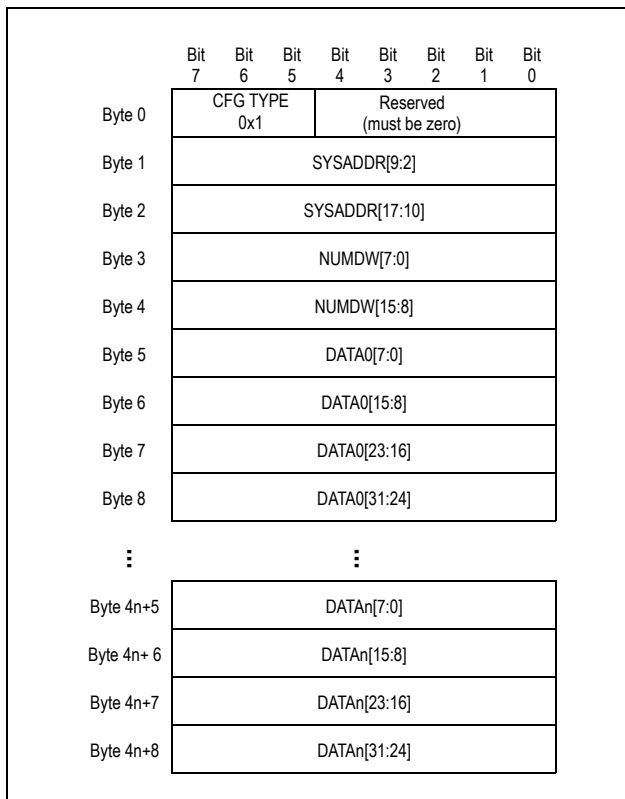 Bit Bit Bit Bit Bit Bit Bit Bit
7 6 5 4 3 2 1 0
Byte 0 CFG TYPE Reserved
0x1 (must be zero)
Byte 1 SYSADDR[9:2]
Byte 2 SYSADDR[17:10]
Byte 3 NUMDW[7:0]
Byte 4 NUMDW[15:8]
Byte 5 DATA0[7:0]
Byte 6 DATA0[15:8]
Byte 7 DATA0[23:16]
Byte 8 DATA0[31:24]
⋮ ⋮
Byte 4n+5 DATAn[7:0]
Byte 4n+ 6 DATAn[15:8]
Byte 4n+7 DATAn[23:16]
Byte 4n+8 DATAn[31:24]